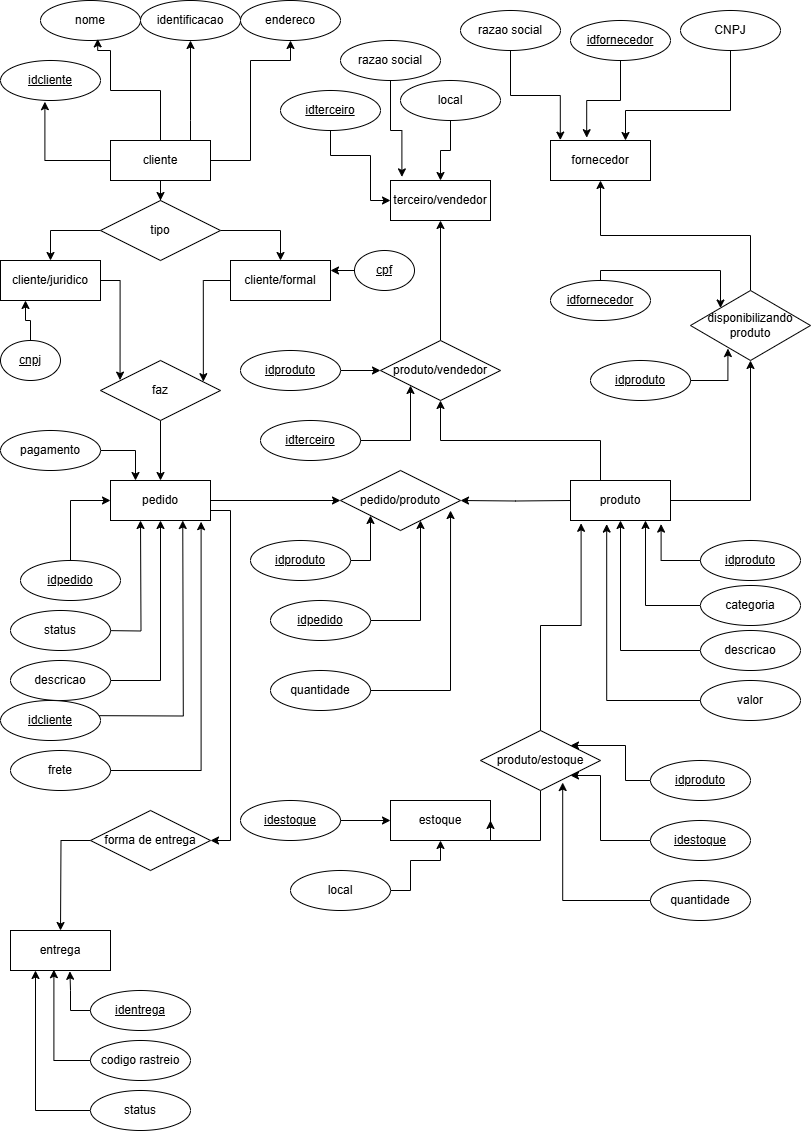 nome
identificacao
endereco
razao social
idfornecedor
CNPJ
razao social
idcliente
local
idterceiro
cliente
fornecedor
terceiro/vendedor
tipo
cliente/juridico
cliente/formal
cpf
idfornecedor
disponibilizando
produto
cnpj
faz
idproduto
produto/vendedor
idproduto
idterceiro
pagamento
pedido
pedido/produto
produto
idproduto
idproduto
idpedido
categoria
idpedido
status
descricao
quantidade
descricao
valor
idcliente
frete
produto/estoque
idproduto
idestoque
estoque
forma de entrega
idestoque
local
quantidade
entrega
identrega
codigo rastreio
status